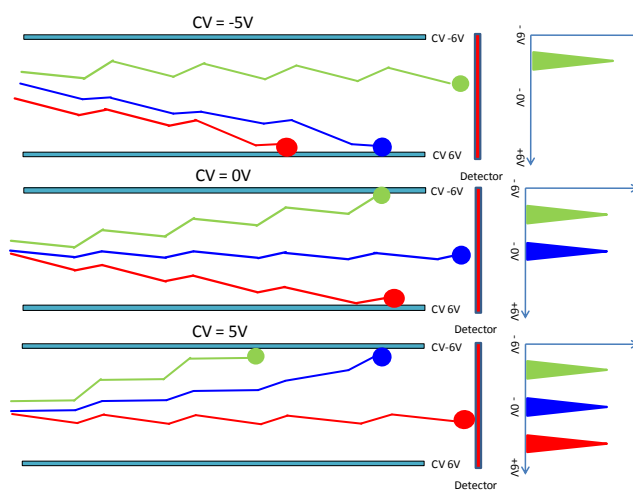 CV = -5V
CV -6V
CV 6V
Detector
-6V -
-0V -
+6V
CV = 0V
CV -6V
CV 6V
Detector
-6V -
-0V -
+6V
CV = 5V
CV-6V
CV 6V
Detector
-6V -
-0V -
+6V